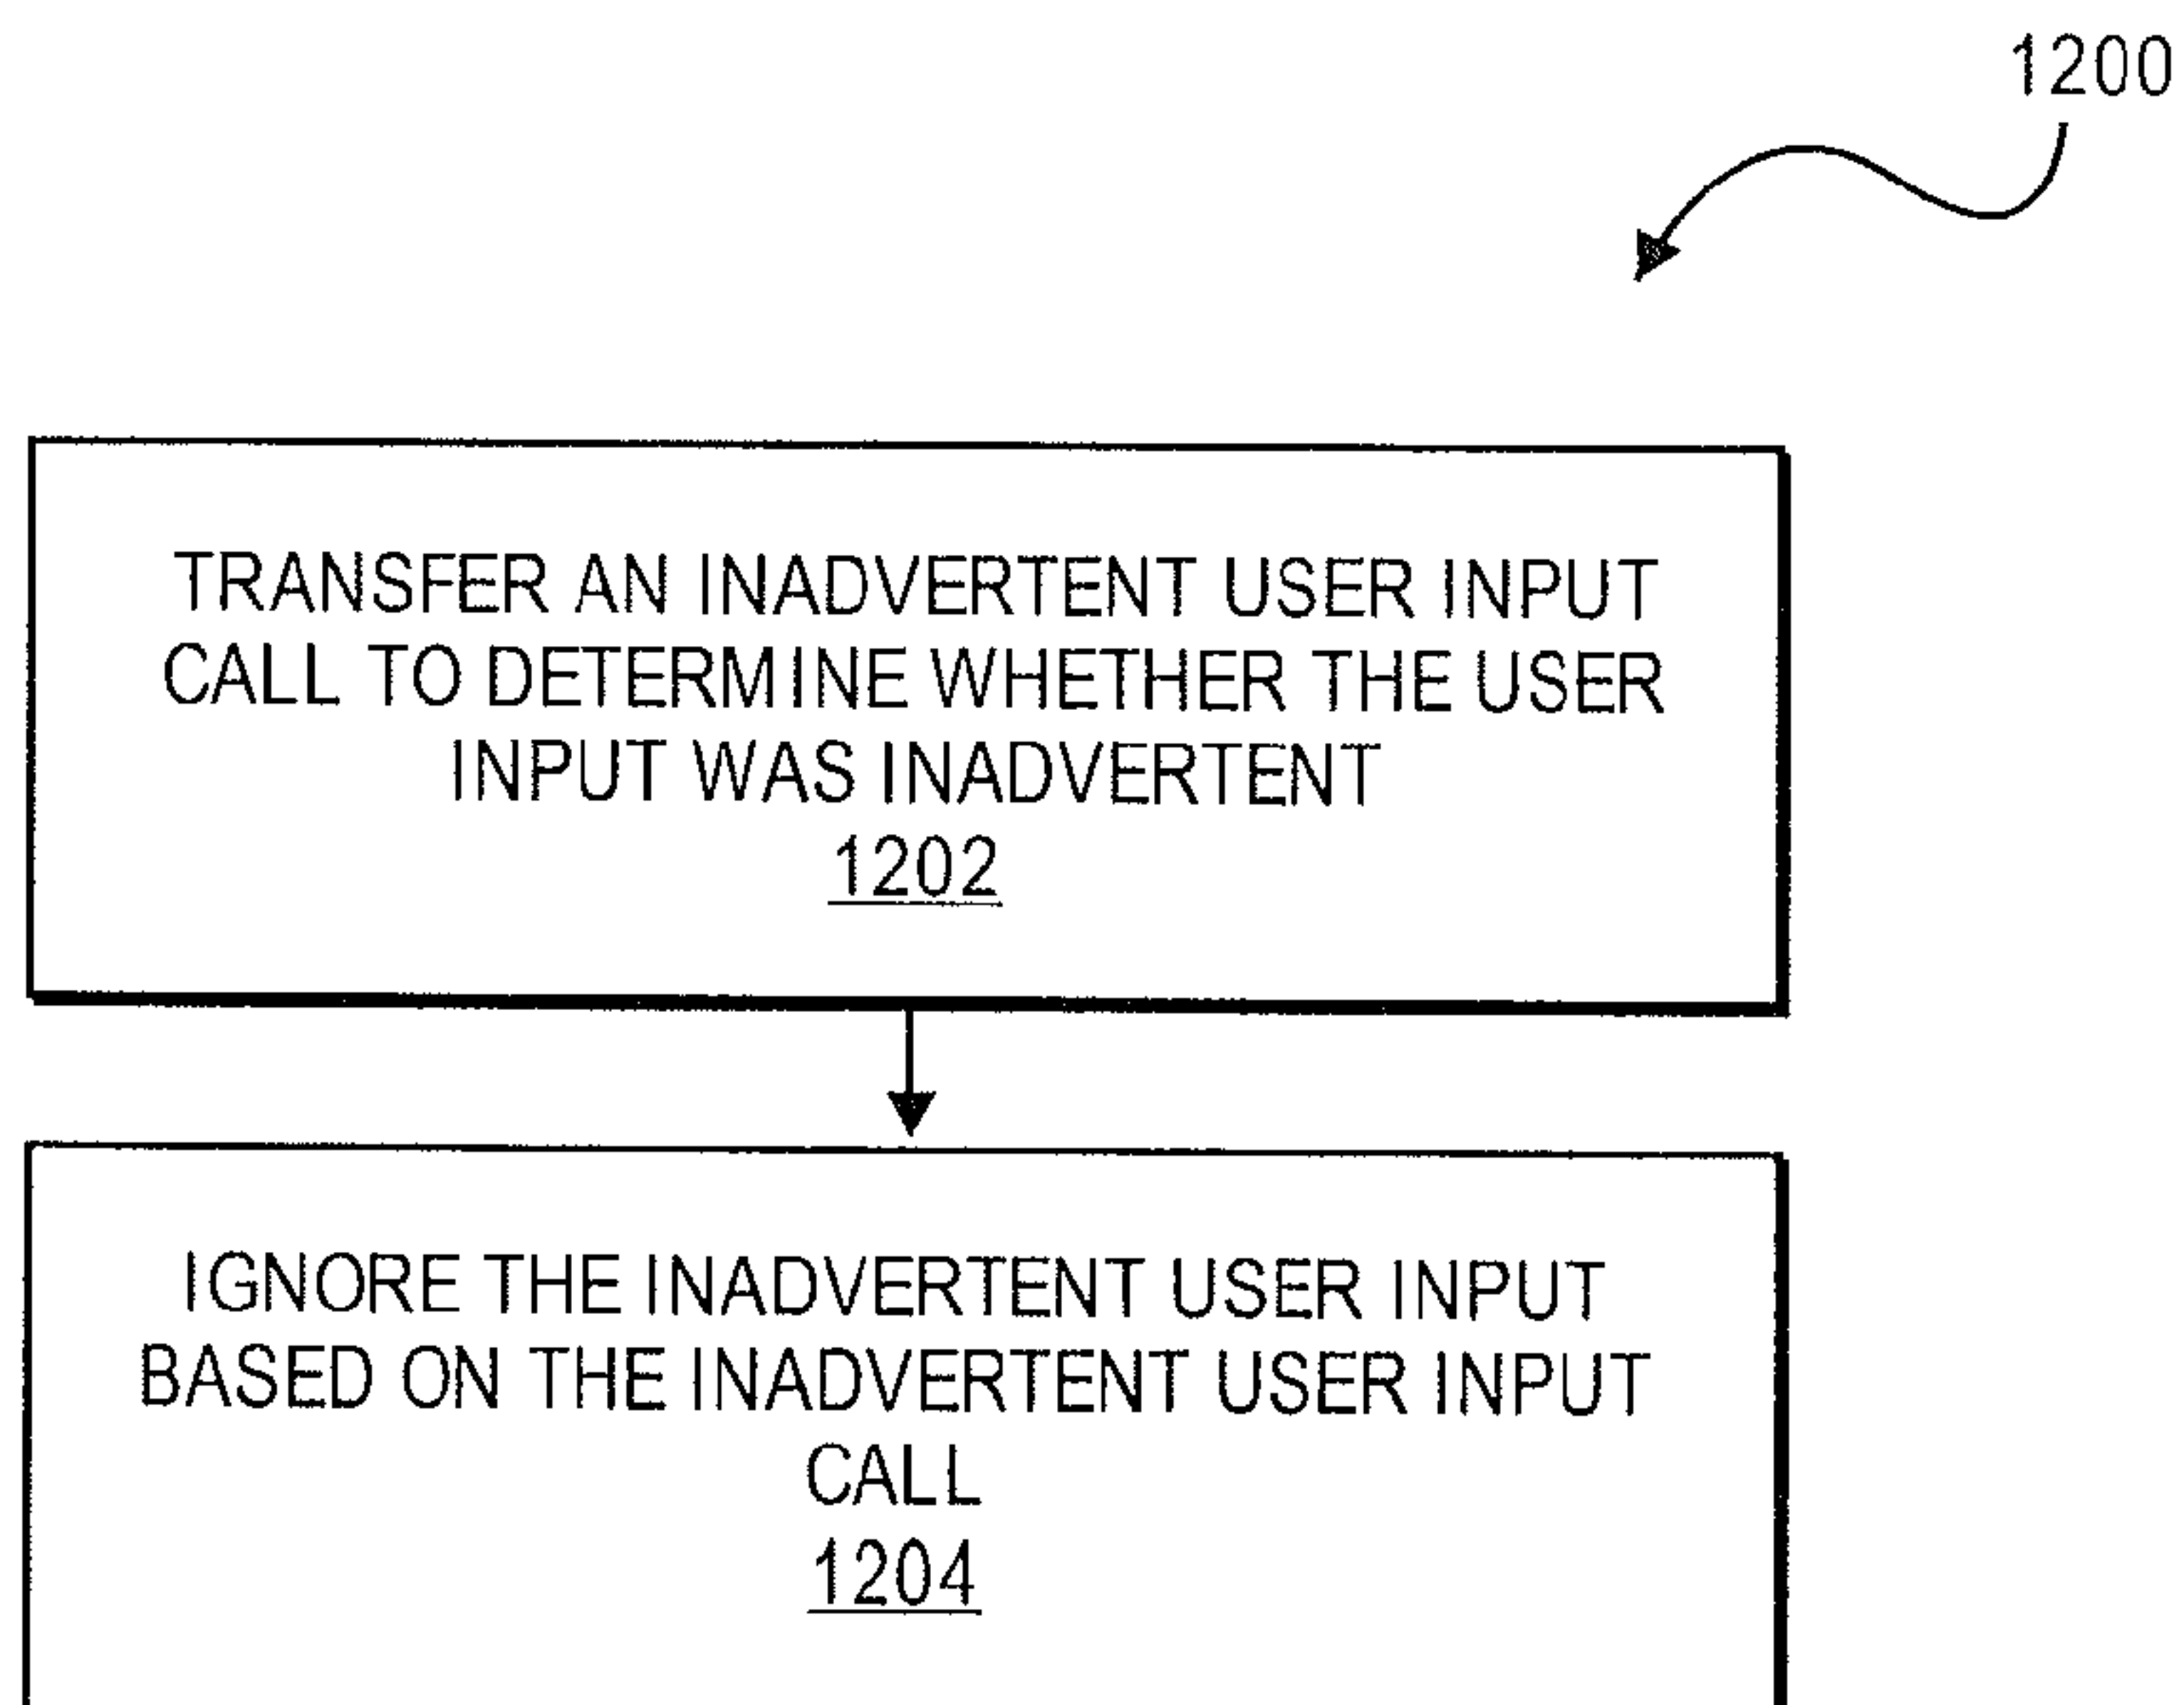 1200
TRANSFER AN INADVERTENT USER INPUT
CALL TO DETERMINE WHETHER THE USER
INPUT WAS INADVERTENT
1202
IGNORE THE INADVERTENT USER INPUT
BASED ON THE INADVERTENT USER INPUT
CALL
1204